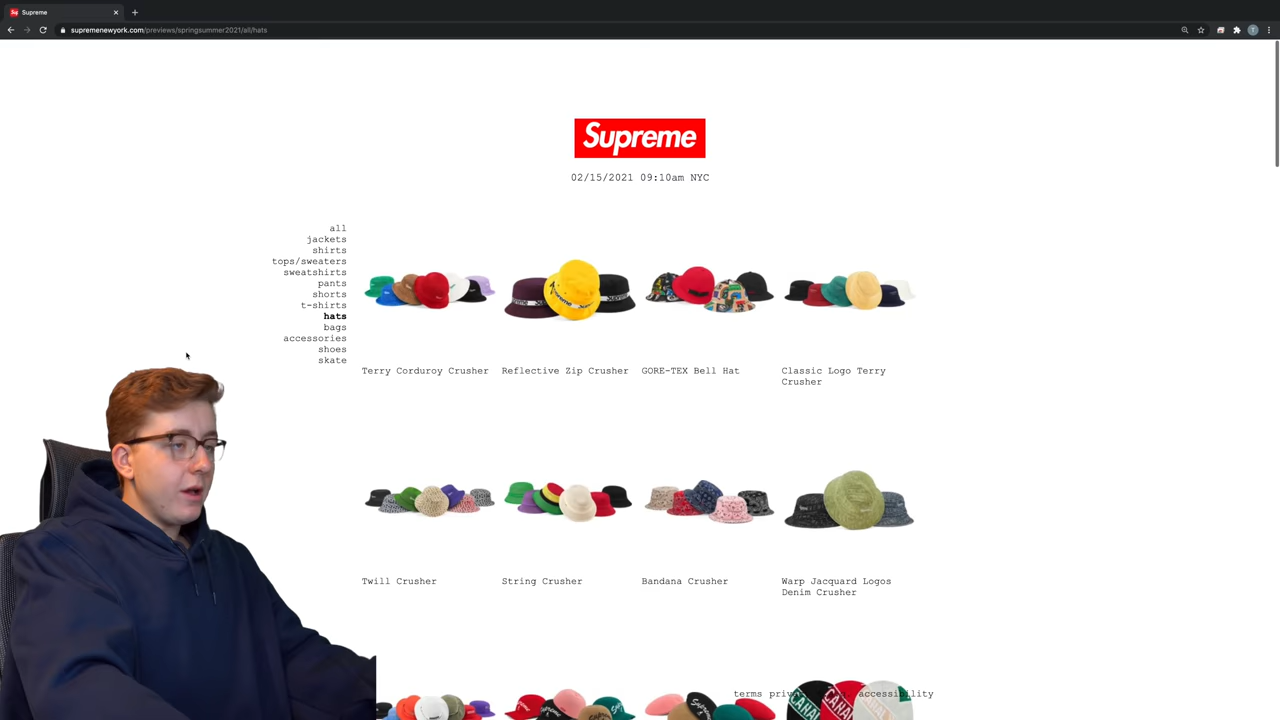 Supreme
supremenewyork.com/previews/springsummer2021/all/hats
T
Supreme
02/15/2021 09:10am NYC
all
jackets
shirts
tops/sweaters
sweatshirts
pants
shorts
t-shirts
hats
bags
accessories
shoes
skate
Terry Corduroy Crusher
Reflective Zip Crusher
GORE-TEX Bell Hat
Classic Logo Terry
Crusher
Twill Crusher
String Crusher
Bandana Crusher
Warp Jacquard Logos
Denim Crusher
terms
accessibility